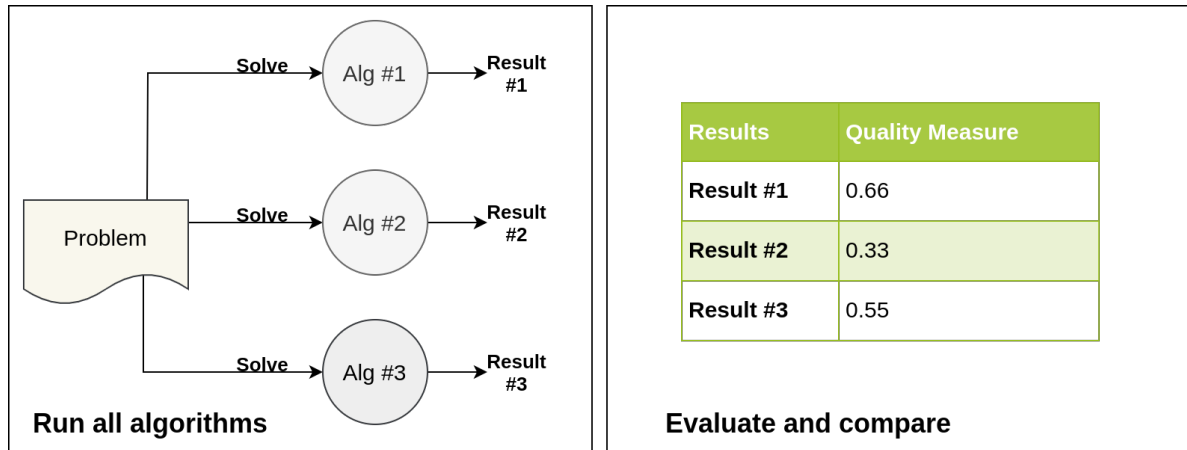 Solve
Alg #1
Result
#1
Problem
Solve
Alg #2
Result
#2
Solve
Alg #3
Result
#3
Run all algorithms
Results Quality Measure
Result #1 0.66
Result #2 0.33
Result #3 0.55
Evaluate and compare